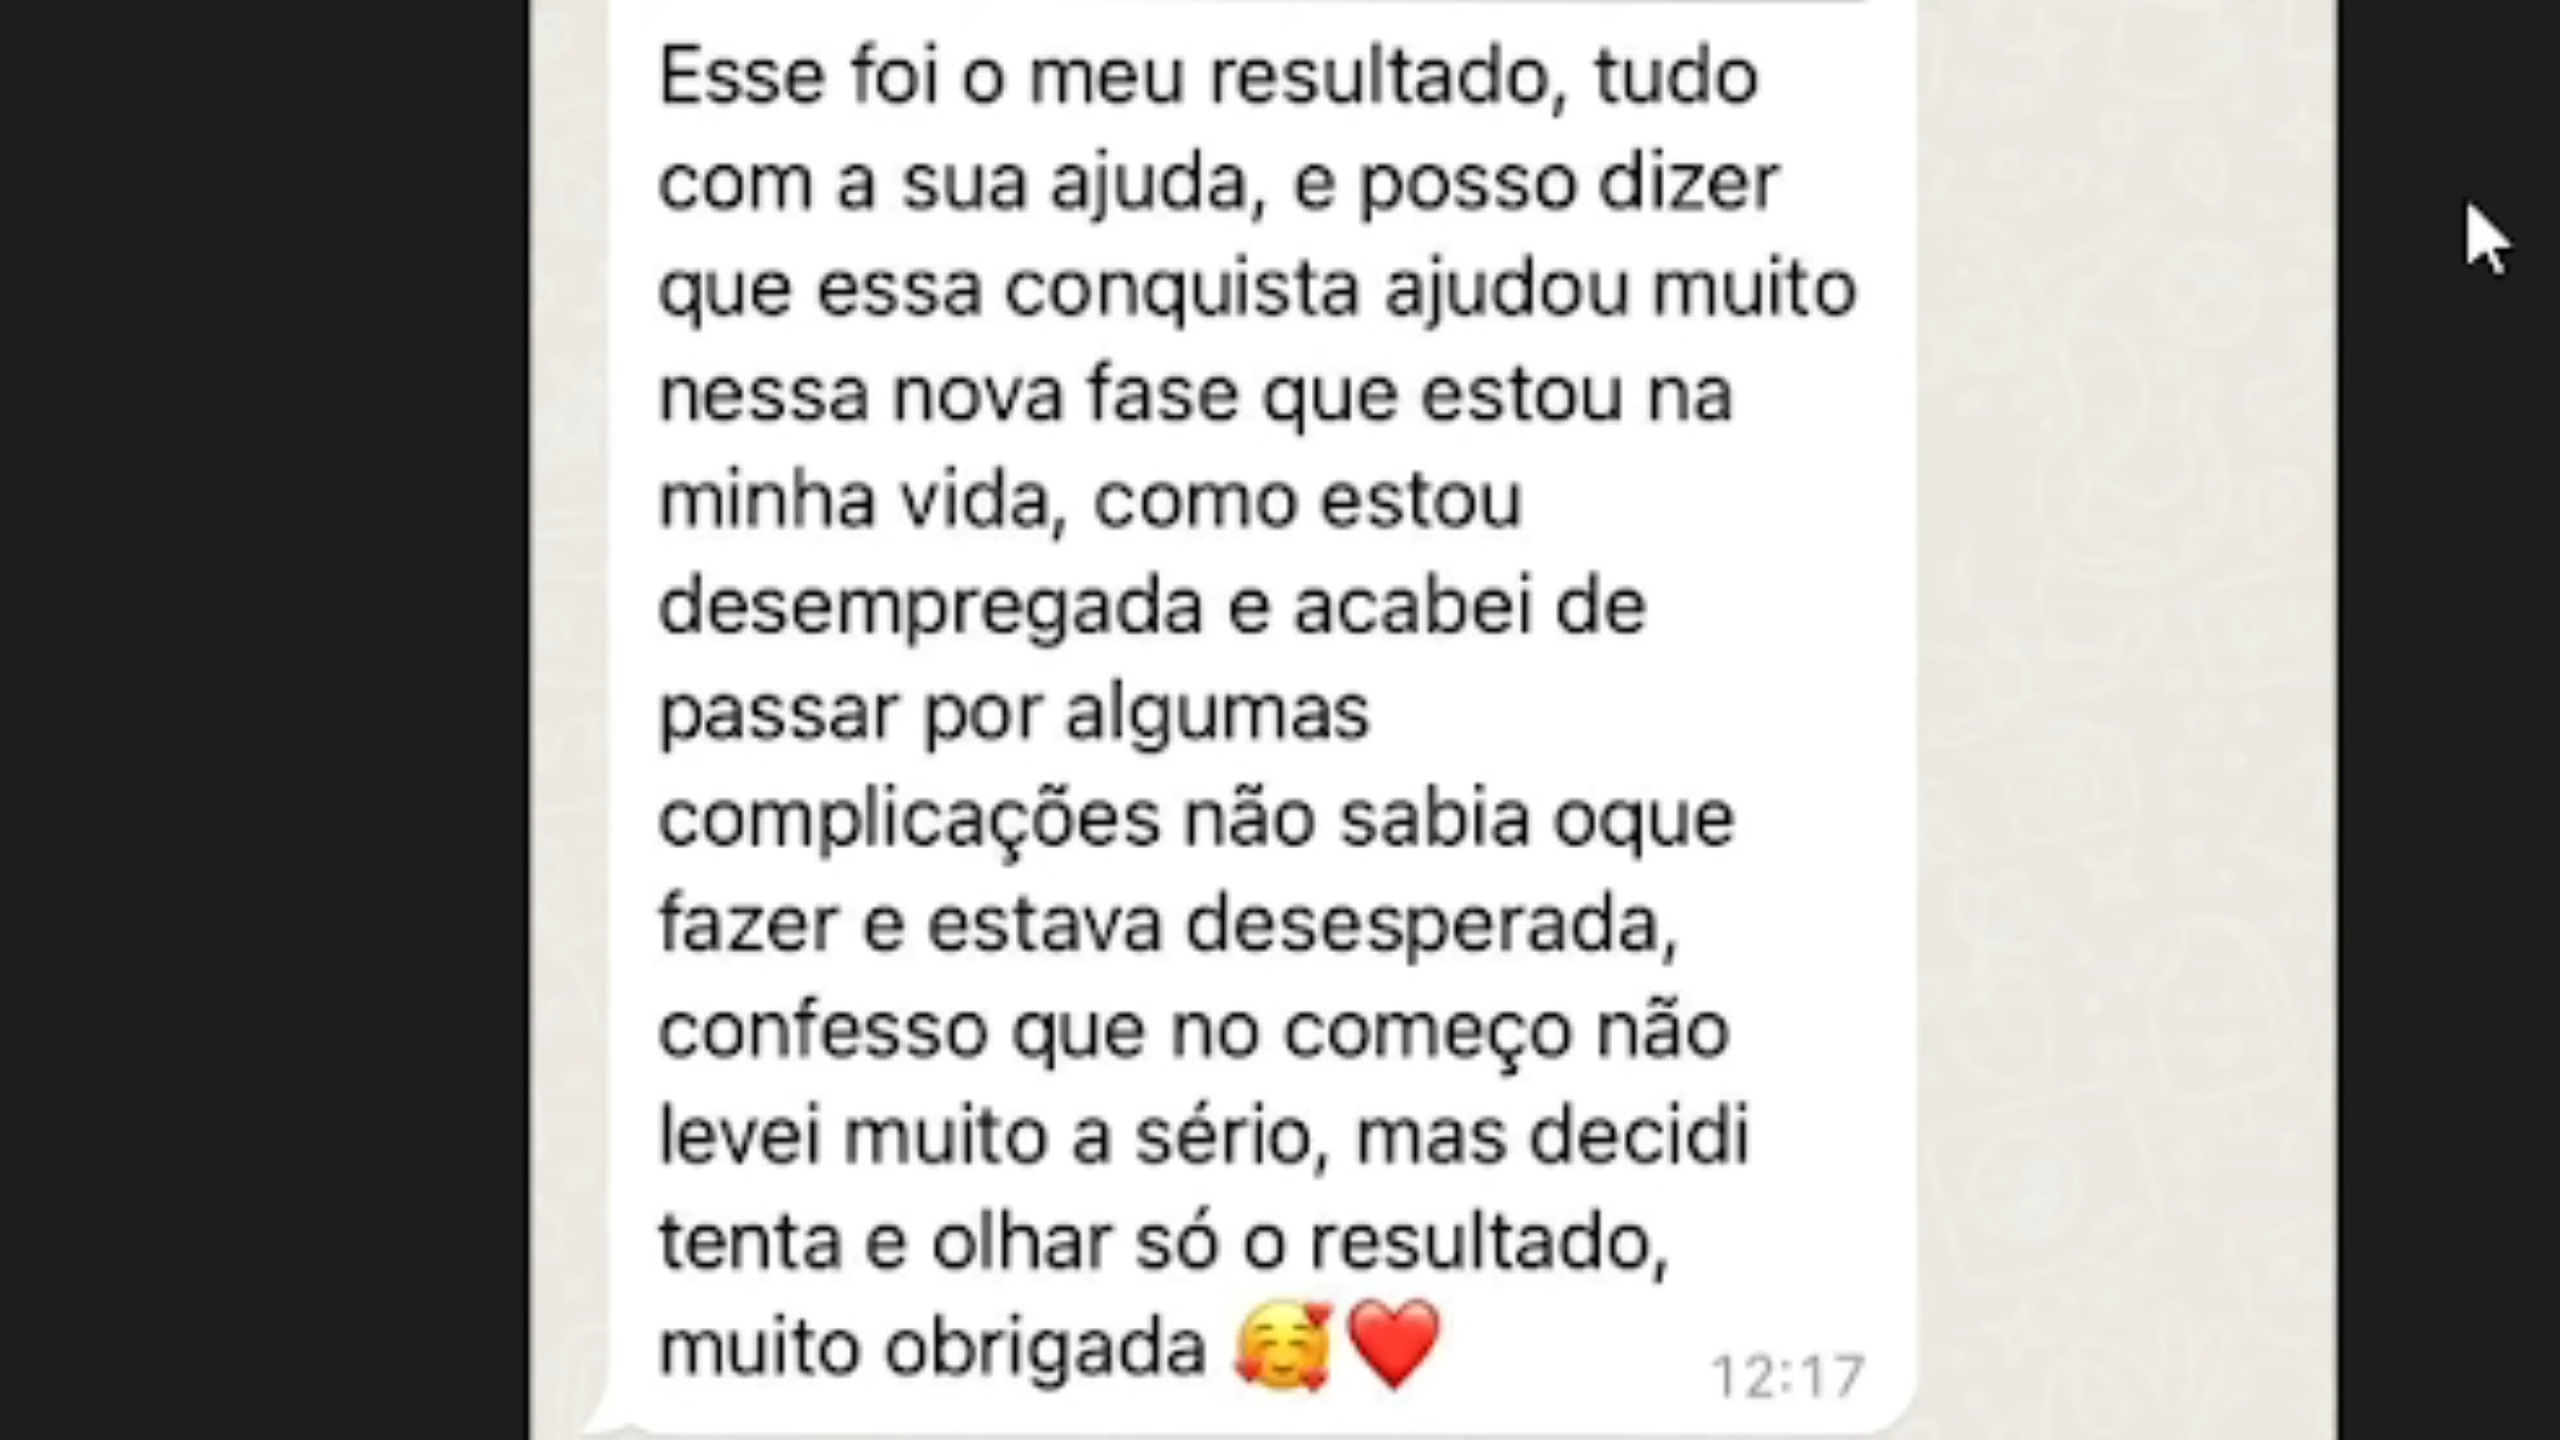 Esse foi o meu resultado, tudo
com a sua ajuda, e posso dizer
que essa conquista ajudou muito
nessa nova fase que estou na
minha vida, como estou
desempregada e acabei de
passar por algumas
complicações não sabia oque
fazer e estava desesperada,
confesso que no começo não
levei muito a sério, mas decidi
tenta e olhar só o resultado,
muito obrigada 🥰❤️
12:17